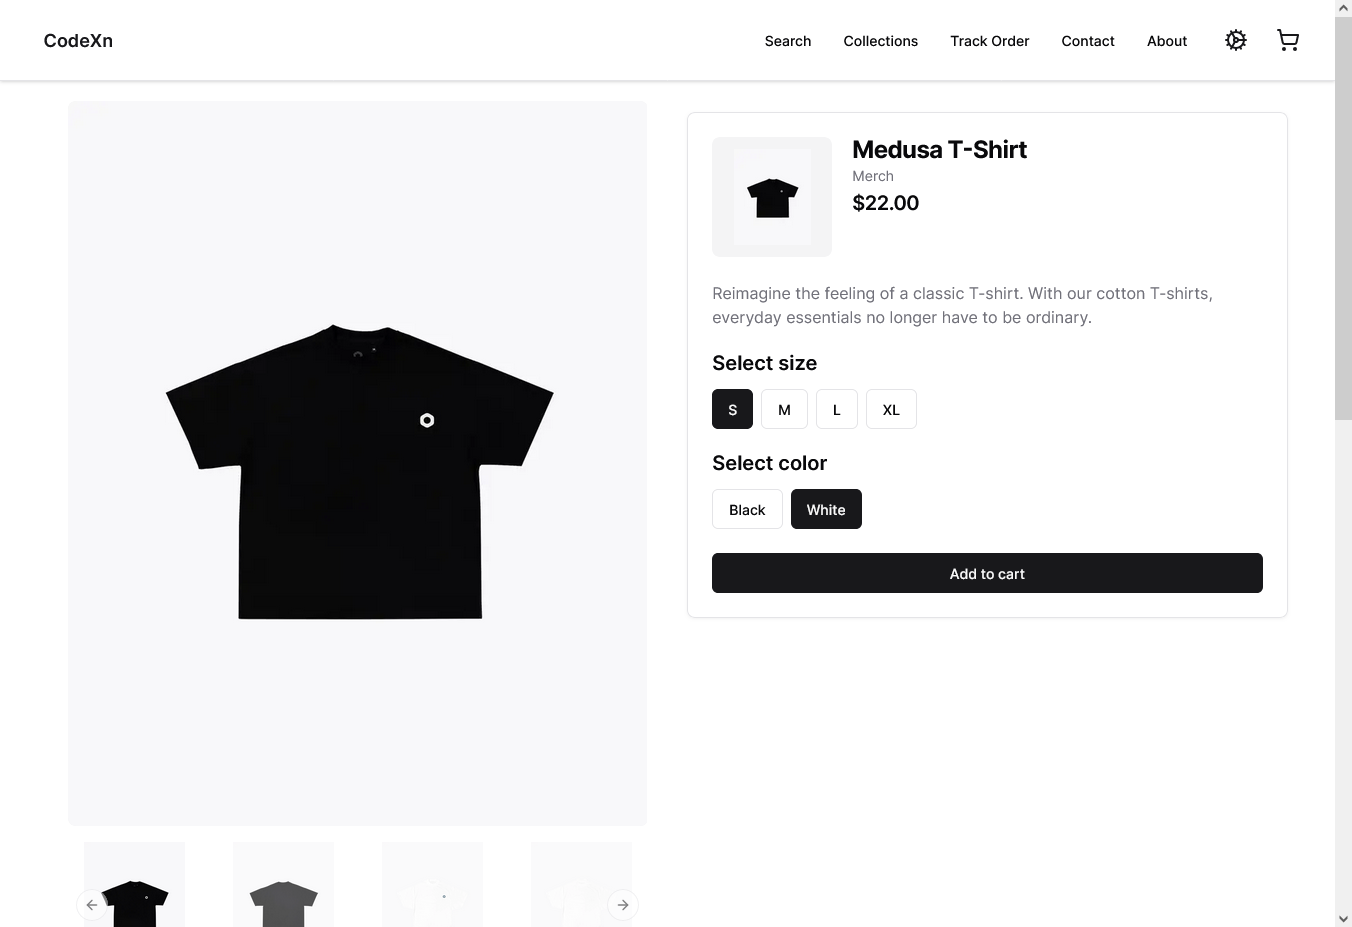 CodeXn
Search
Collections
Track Order
Contact
About
Medusa T-Shirt
Merch
$22.00
Reimagine the feeling of a classic T-shirt. With our cotton T-shirts,
everyday essentials no longer have to be ordinary.
Select size
S
M
L
XL
Select color
Black
White
Add to cart